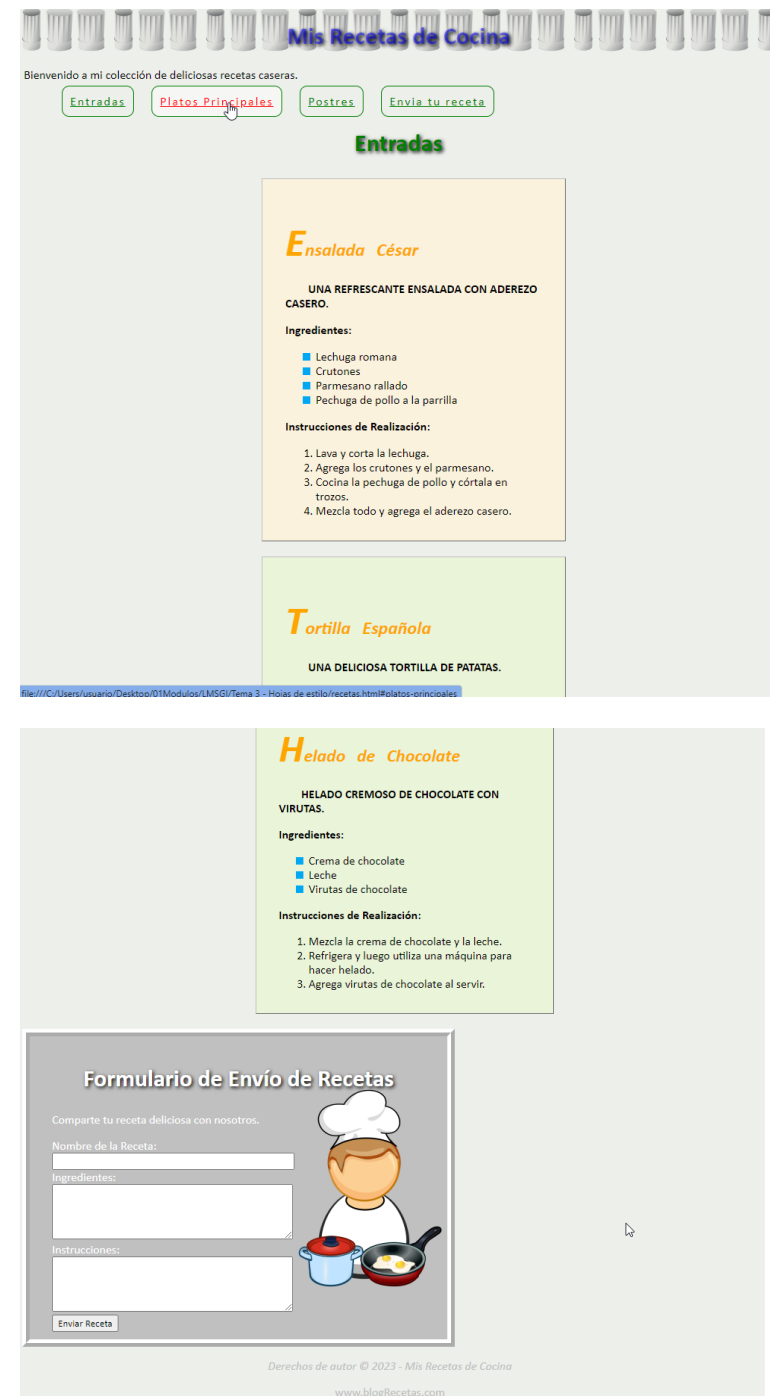 Mis Recetas de Cocina
Bienvenido a mi colección de deliciosas recetas caseras.
Entradas Platos Principales Postres Envia tu receta
Entradas
Ensalada César
UNA REFRESCANTE ENSALADA CON ADEREZO
CASERO.
Ingredientes:
Lechuga romana
Crutones
Parmesano rallado
Pechuga de pollo a la parrilla
Instrucciones de Realización:
1. Lava y corta la lechuga.
2. Agrega los crutones y el parmesano.
3. Cocina la pechuga de pollo y córtala en
trozos.
4. Mezcla todo y agrega el aderezo casero.
Tortilla Española
UNA DELICIOSA TORTILLA DE PATATAS.
file:///C:/Users/usuario/Desktop/01Modulos/LMSGI/Tema 3 - Hojas de estilo/recetas.html#platos-principales
Helado de Chocolate
HELADO CREMOSO DE CHOCOLATE CON
VIRUTAS.
Ingredientes:
Crema de chocolate
Leche
Virutas de chocolate
Instrucciones de Realización:
1. Mezcla la crema de chocolate y la leche.
2. Refrigera y luego utiliza una máquina para
hacer helado.
3. Agrega virutas de chocolate al servir.
Formulario de Envío de Recetas
Comparte tu receta deliciosa con nosotros.
Nombre de la Receta:
Ingredientes:
Instrucciones:
Enviar Receta
Derechos de autor © 2023 - Mis Recetas de Cocina
www.blogRecetas.com